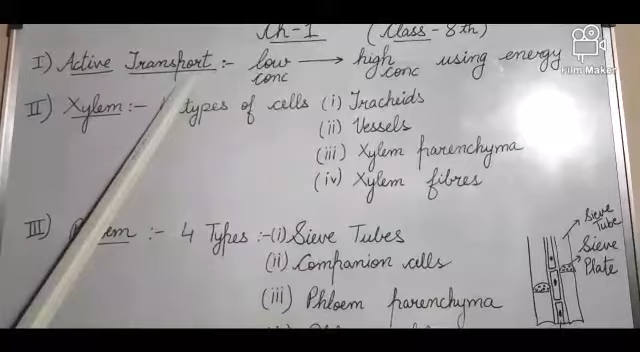 Ch-1 (Class-8th)
I) Active Transport :- low conc → high conc using energy
II) Xylem :- types of cells (i) Tracheids
(ii) Vessels
(iii) Xylem parenchyma
(iv) Xylem fibres
III) :- 4 Types :- (i) Sieve Tubes
(ii) Companion cells
(iii) Phloem parenchyma
Sieve Tube
Sieve Plate
Film Maker